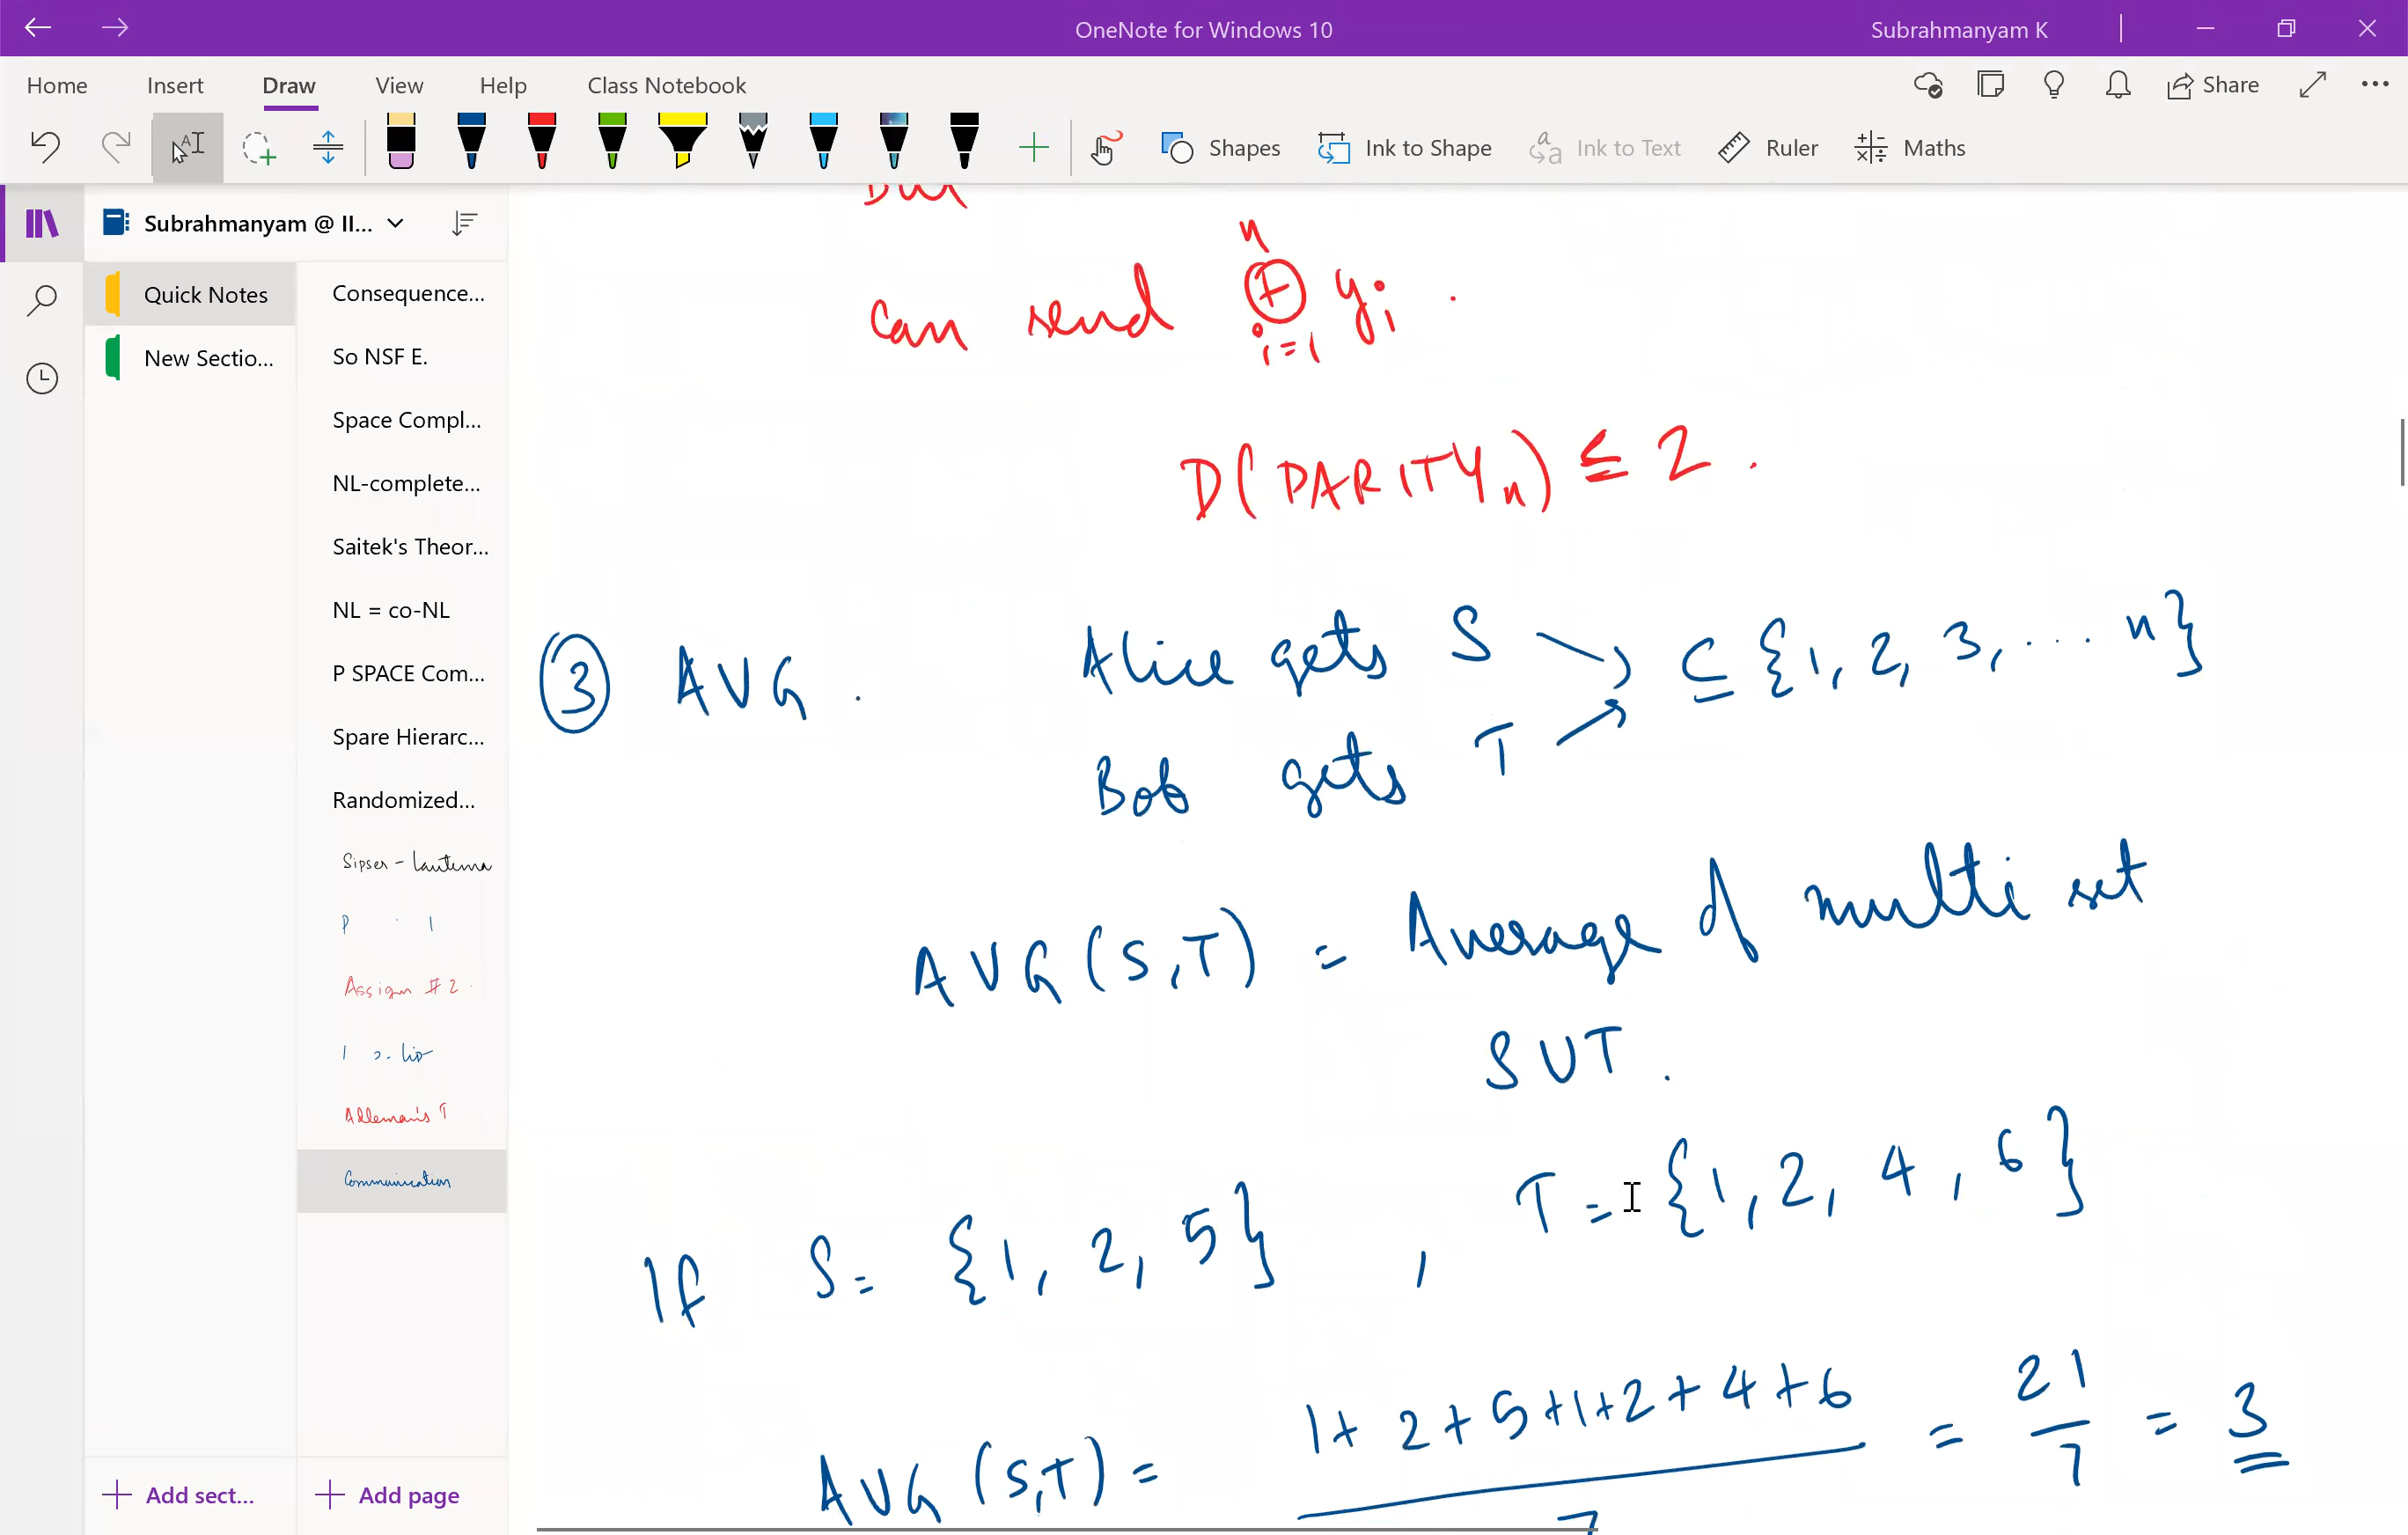 OneNote for Windows 10
Subrahmanyam K
Home Insert Draw View Help Class Notebook
Share
Shapes Ink to Shape Ink to Text Ruler Maths
Subrahmanyam @ II...
Quick Notes
New Sectio...
Consequence...
So NSF E.
Space Compl...
NL-complete...
Saitek's Theor...
NL = co-NL
P SPACE Com...
Spare Hierarc...
Randomized...
Sipser - Lautema
Assign #2.
Adleman's T
Communication
Add sect...
Add page
can send n ⊕ i=1 yi .
D(PARITYn) ≤ 2 .
③ AVG . Alice gets S ⊆ {1, 2, 3, ... n}
Bob gets T
AVG (S,T) = Average of multi set
S U T .
If S = {1, 2, 5} , T = {1, 2, 4, 6}
AVG (S,T) = 1+ 2+5+1+2+4+6 / 7 = 21/7 = 3